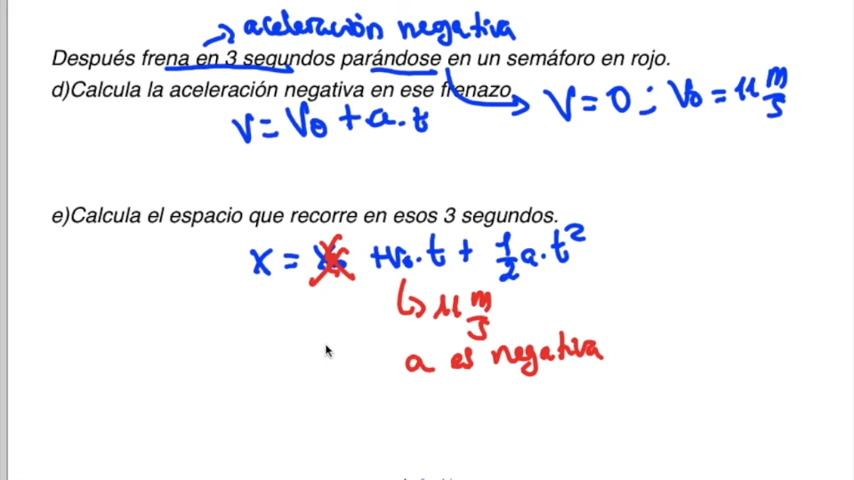 aceleración negativa
Después frena en 3 segundos parándose en un semáforo en rojo.
d)Calcula la aceleración negativa en ese frenazo.
V = 0 ; V₀ = 11 m/s
V = V₀ + a · t
e)Calcula el espacio que recorre en esos 3 segundos.
x = x₀ + v₀ · t + 1/2 a · t²
11 m/s
a es negativa